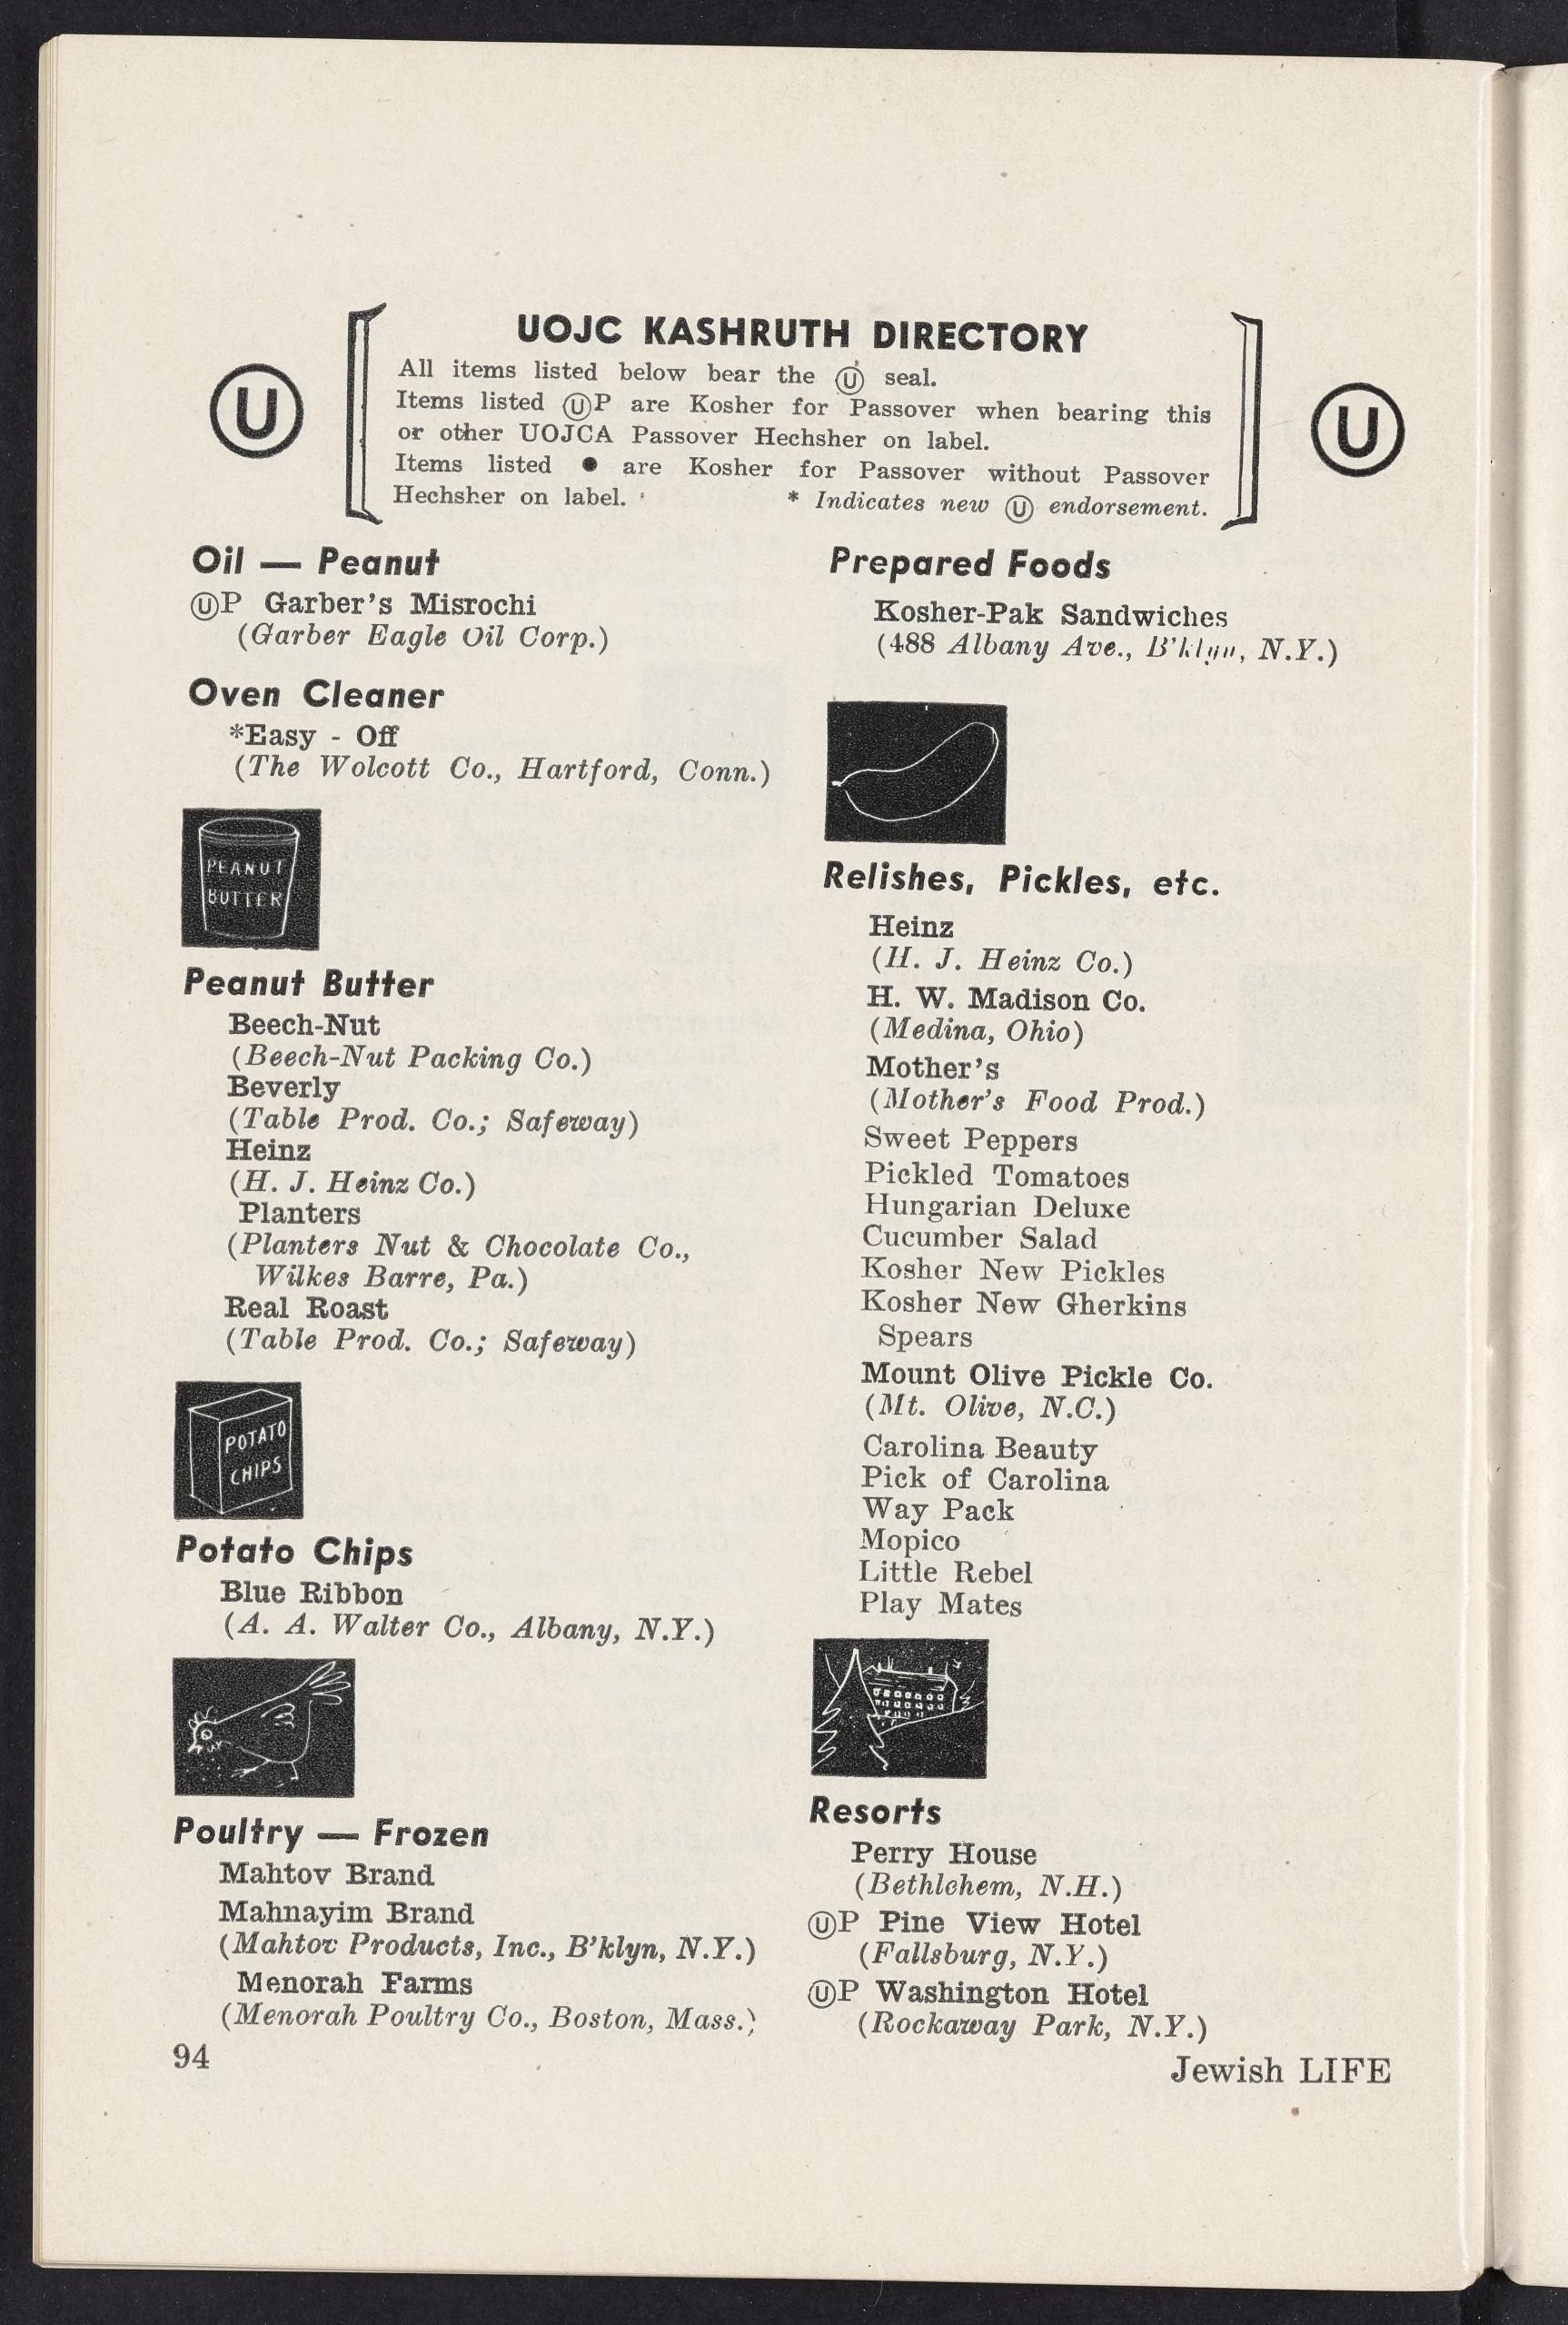 UOJC KASHRUTH DIRECTORY
All items listed below bear the Ⓤ seal.
Items listed ⓊP are Kosher for Passover when bearing this
or other UOJCA Passover Hechsher on label.
Items listed ● are Kosher for Passover without Passover
Hechsher on label. * Indicates new Ⓤ endorsement.
Ⓤ
Ⓤ
Oil — Peanut
ⓊP Garber's Misrochi
(Garber Eagle Oil Corp.)
Oven Cleaner
*Easy - Off
(The Wolcott Co., Hartford, Conn.)
PEANUT
BUTTER
Peanut Butter
Beech-Nut
(Beech-Nut Packing Co.)
Beverly
(Table Prod. Co.; Safeway)
Heinz
(H. J. Heinz Co.)
Planters
(Planters Nut & Chocolate Co.,
Wilkes Barre, Pa.)
Real Roast
(Table Prod. Co.; Safeway)
POTATO
CHIPS
Potato Chips
Blue Ribbon
(A. A. Walter Co., Albany, N.Y.)
Poultry — Frozen
Mahtov Brand
Mahnayim Brand
(Mahtov Products, Inc., B'klyn, N.Y.)
Menorah Farms
(Menorah Poultry Co., Boston, Mass.)
Prepared Foods
Kosher-Pak Sandwiches
(488 Albany Ave., B'klyn, N.Y.)
Relishes, Pickles, etc.
Heinz
(H. J. Heinz Co.)
H. W. Madison Co.
(Medina, Ohio)
Mother's
(Mother's Food Prod.)
Sweet Peppers
Pickled Tomatoes
Hungarian Deluxe
Cucumber Salad
Kosher New Pickles
Kosher New Gherkins
Spears
Mount Olive Pickle Co.
(Mt. Olive, N.C.)
Carolina Beauty
Pick of Carolina
Way Pack
Mopico
Little Rebel
Play Mates
Resorts
Perry House
(Bethlehem, N.H.)
ⓊP Pine View Hotel
(Fallsburg, N.Y.)
ⓊP Washington Hotel
(Rockaway Park, N.Y.)
94
Jewish LIFE